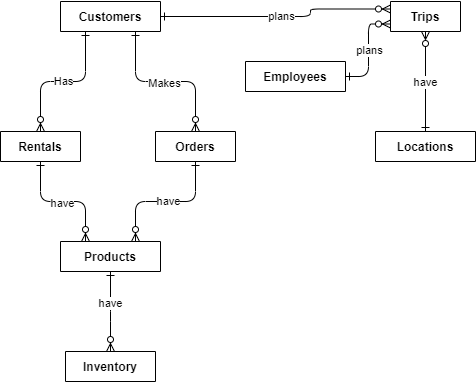 Customers
plans
Trips
plans
Employees
Has
Makes
have
Rentals
Orders
Locations
have
have
Products
have
Inventory